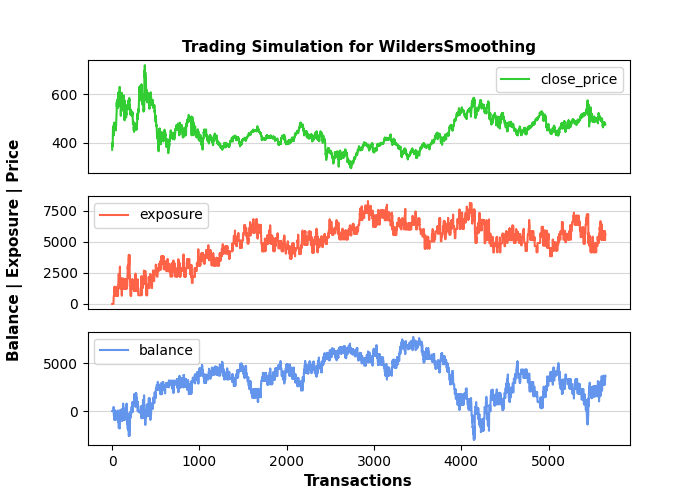 Trading Simulation for WildersSmoothing
Balance | Exposure | Price
600
400
close_price
7500
5000
2500
0
exposure
5000
0
balance
0
1000
2000
3000
4000
5000
Transactions